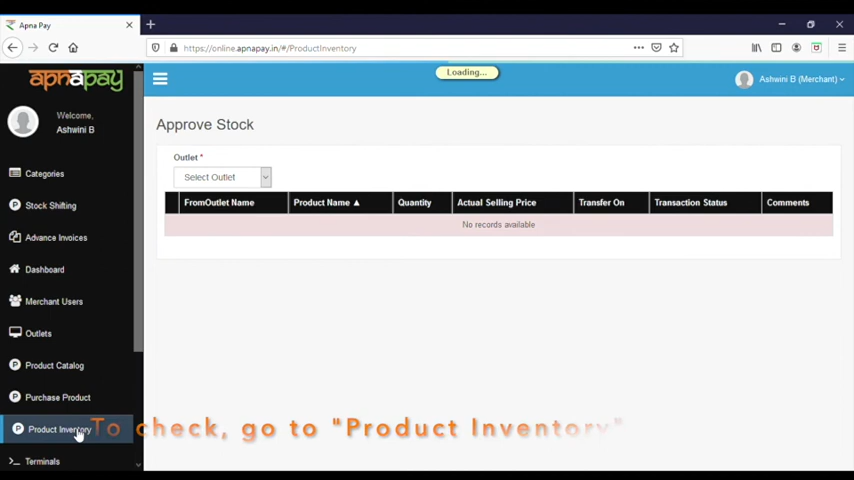 Apna Pay
https://online.apnapay.in/#/ProductInventory
apnapay
Loading...
Ashwini B (Merchant)
Welcome,
Ashwini B
Categories
Stock Shifting
Advance Invoices
Dashboard
Merchant Users
Outlets
Product Catalog
Purchase Product
Product Inventory
Terminals
Approve Stock
Outlet *
Select Outlet
FromOutlet Name Product Name ▲ Quantity Actual Selling Price Transfer On Transaction Status Comments
No records available
To check, go to "Product Inventory"